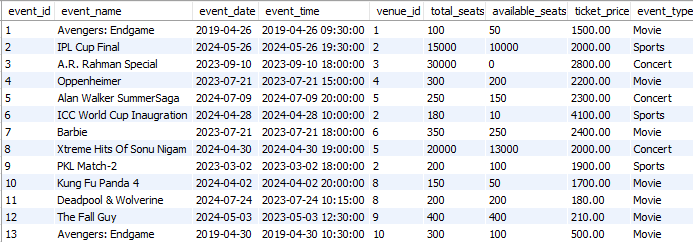 event_id event_name event_date event_time venue_id total_seats available_seats ticket_price event_type
1 Avengers: Endgame 2019-04-26 2019-04-26 09:30:00 1 100 50 1500.00 Movie
2 IPL Cup Final 2024-05-26 2024-05-26 19:30:00 2 15000 10000 2000.00 Sports
3 A.R. Rahman Special 2023-09-10 2023-09-10 18:00:00 3 30000 0 2800.00 Concert
4 Oppenheimer 2023-07-21 2023-07-21 15:00:00 4 300 200 2200.00 Movie
5 Alan Walker SummerSaga 2024-07-09 2024-07-09 20:00:00 5 250 150 2300.00 Concert
6 ICC World Cup Inaugration 2024-04-28 2024-04-28 10:00:00 2 180 10 4100.00 Sports
7 Barbie 2023-07-21 2023-07-21 18:00:00 6 350 250 2400.00 Movie
8 Xtreme Hits Of Sonu Nigam 2024-04-30 2024-04-30 19:00:00 5 20000 13000 2000.00 Concert
9 PKL Match-2 2023-03-02 2023-03-02 18:00:00 2 200 100 1900.00 Sports
10 Kung Fu Panda 4 2024-04-02 2024-04-02 20:00:00 8 150 50 1700.00 Movie
11 Deadpool & Wolverine 2024-07-24 2023-07-24 10:15:00 8 200 200 180.00 Movie
12 The Fall Guy 2024-05-03 2023-05-03 12:30:00 9 400 400 210.00 Movie
13 Avengers: Endgame 2019-04-30 2019-04-30 10:30:00 10 300 100 500.00 Movie